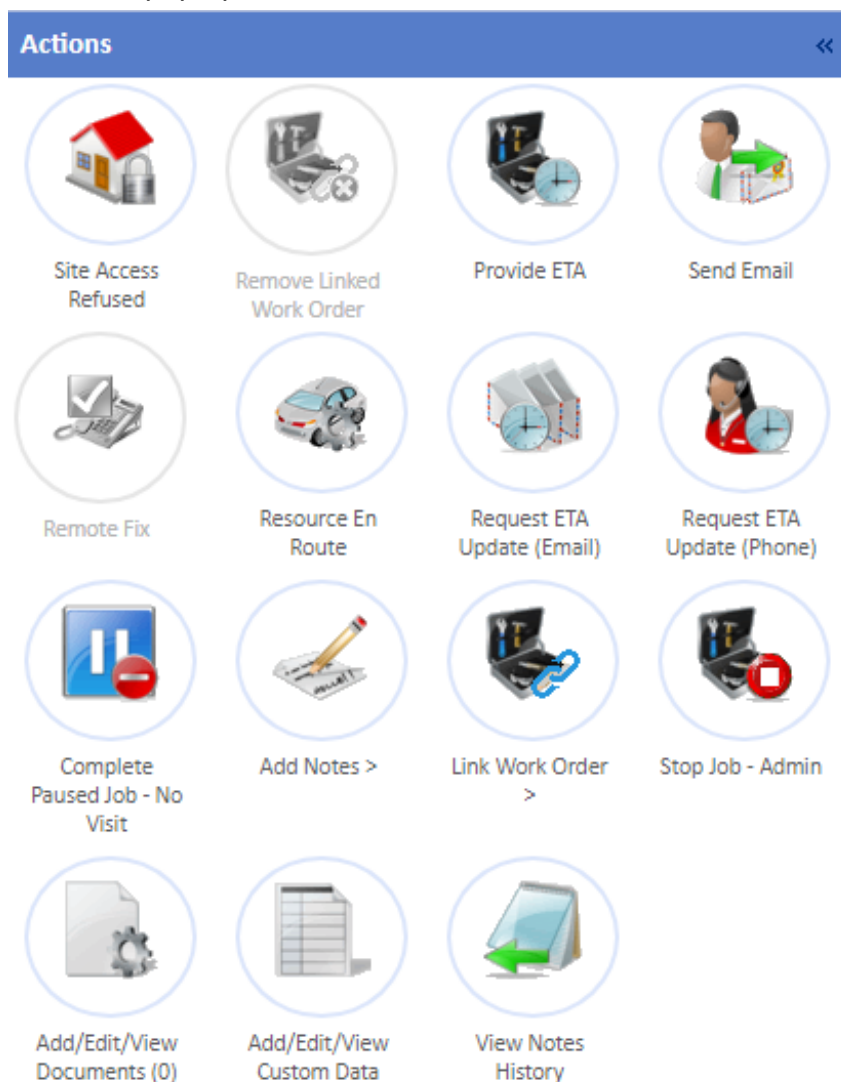 Actions
Site Access
Refused
Remove Linked
Work Order
Provide ETA
Send Email
Remote Fix
Resource En
Route
Request ETA
Update (Email)
Request ETA
Update (Phone)
Complete
Paused Job - No
Visit
Add Notes >
Link Work Order
>
Stop Job - Admin
Add/Edit/View
Documents (0)
Add/Edit/View
Custom Data
View Notes
History